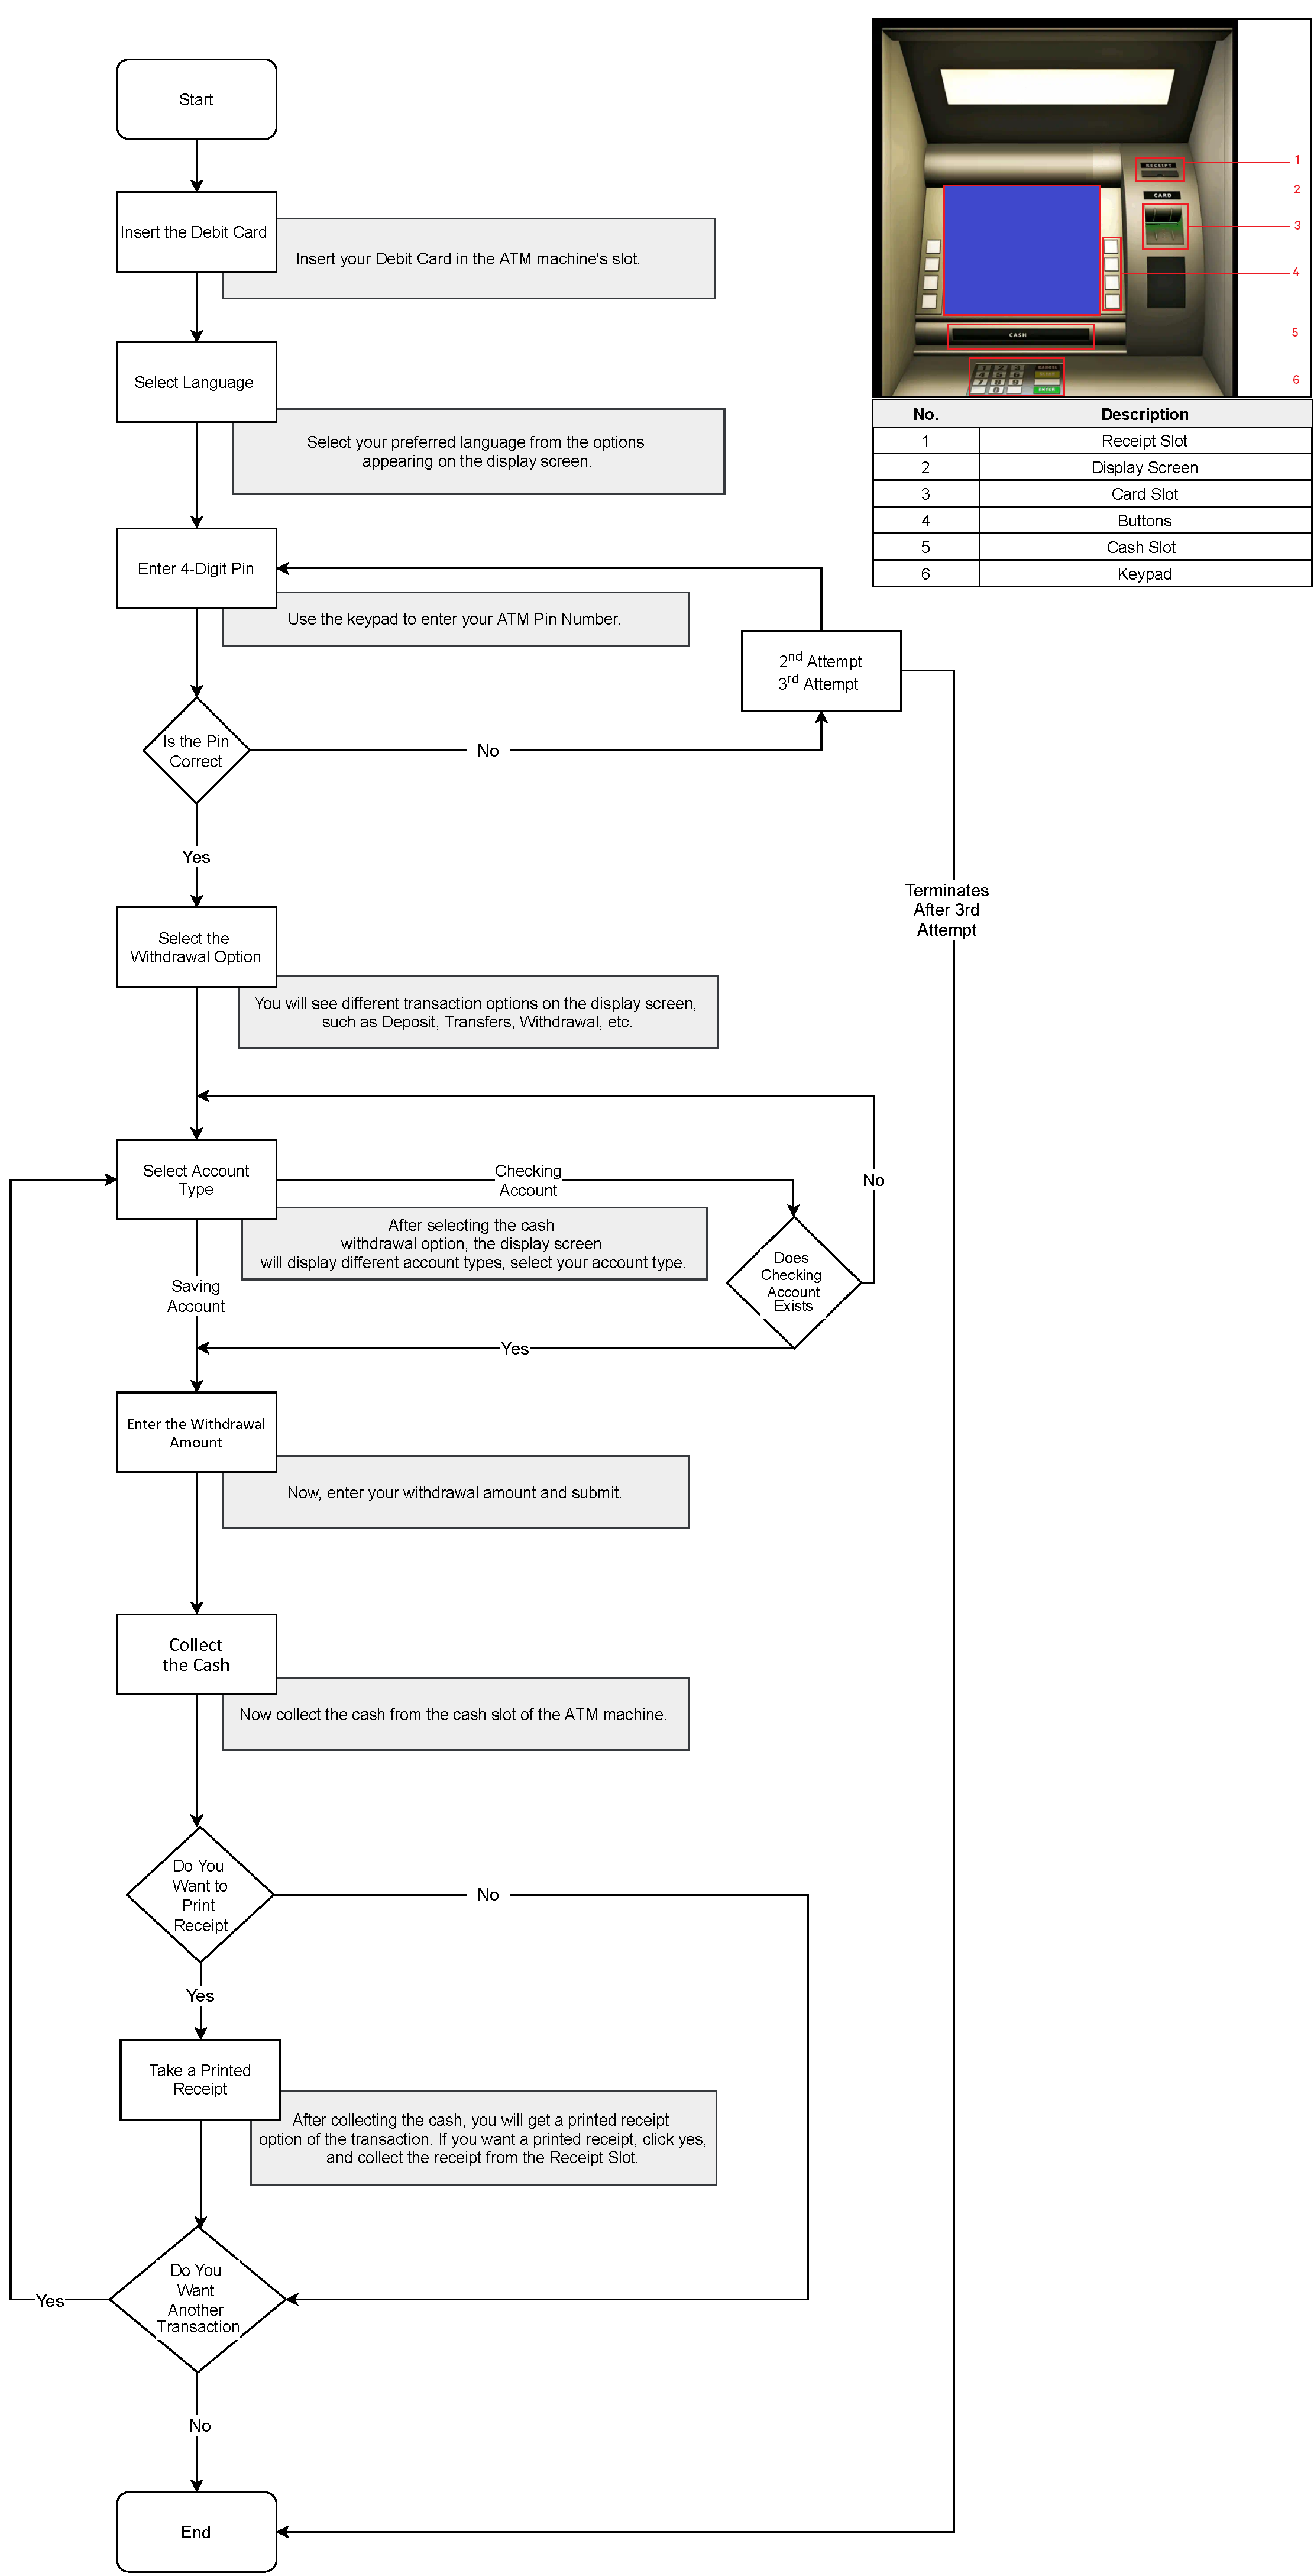 Start
Insert the Debit Card
Insert your Debit Card in the ATM machine's slot.
Select Language
Select your preferred language from the options
appearing on the display screen.
Enter 4-Digit Pin
Use the keypad to enter your ATM Pin Number.
2nd Attempt
3rd Attempt
Is the Pin
Correct
No
Yes
Terminates
After 3rd
Attempt
Select the
Withdrawal Option
You will see different transaction options on the display screen,
such as Deposit, Transfers, Withdrawal, etc.
Select Account
Type
Checking
Account
No
After selecting the cash
withdrawal option, the display screen
will display different account types, select your account type.
Does
Checking
Account
Exists
Saving
Account
Yes
Enter the Withdrawal
Amount
Now, enter your withdrawal amount and submit.
Collect
the Cash
Now collect the cash from the cash slot of the ATM machine.
Do You
Want to
Print
Receipt
No
Yes
Take a Printed
Receipt
After collecting the cash, you will get a printed receipt
option of the transaction. If you want a printed receipt, click yes,
and collect the receipt from the Receipt Slot.
Do You
Want
Another
Transaction
Yes
No
End
RECEIPT
1
2
CARD
3
4
CASH
5
CANCEL
ENTER
6
No. Description
1 Receipt Slot
2 Display Screen
3 Card Slot
4 Buttons
5 Cash Slot
6 Keypad